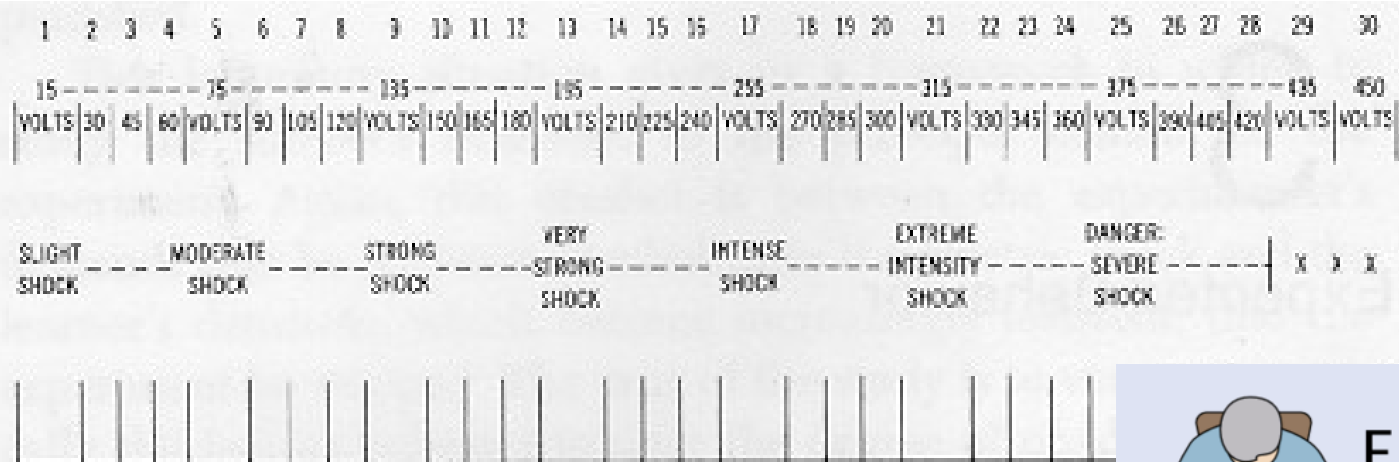 1 2 3 4 5 6 7 8 9 10 11 12 13 14 15 16 17 18 19 20 21 22 23 24 25 26 27 28 29 30
15 75 135 195 255 315 375 435 450
VOLTS 30 45 60 VOLTS 90 105 120 VOLTS 150 165 180 VOLTS 210 225 240 VOLTS 270 285 300 VOLTS 330 345 360 VOLTS 390 405 420 VOLTS VOLTS
SLIGHT SHOCK
MODERATE SHOCK
STRONG SHOCK
VERY STRONG SHOCK
INTENSE SHOCK
EXTREME INTENSITY SHOCK
DANGER: SEVERE SHOCK
X X X
E